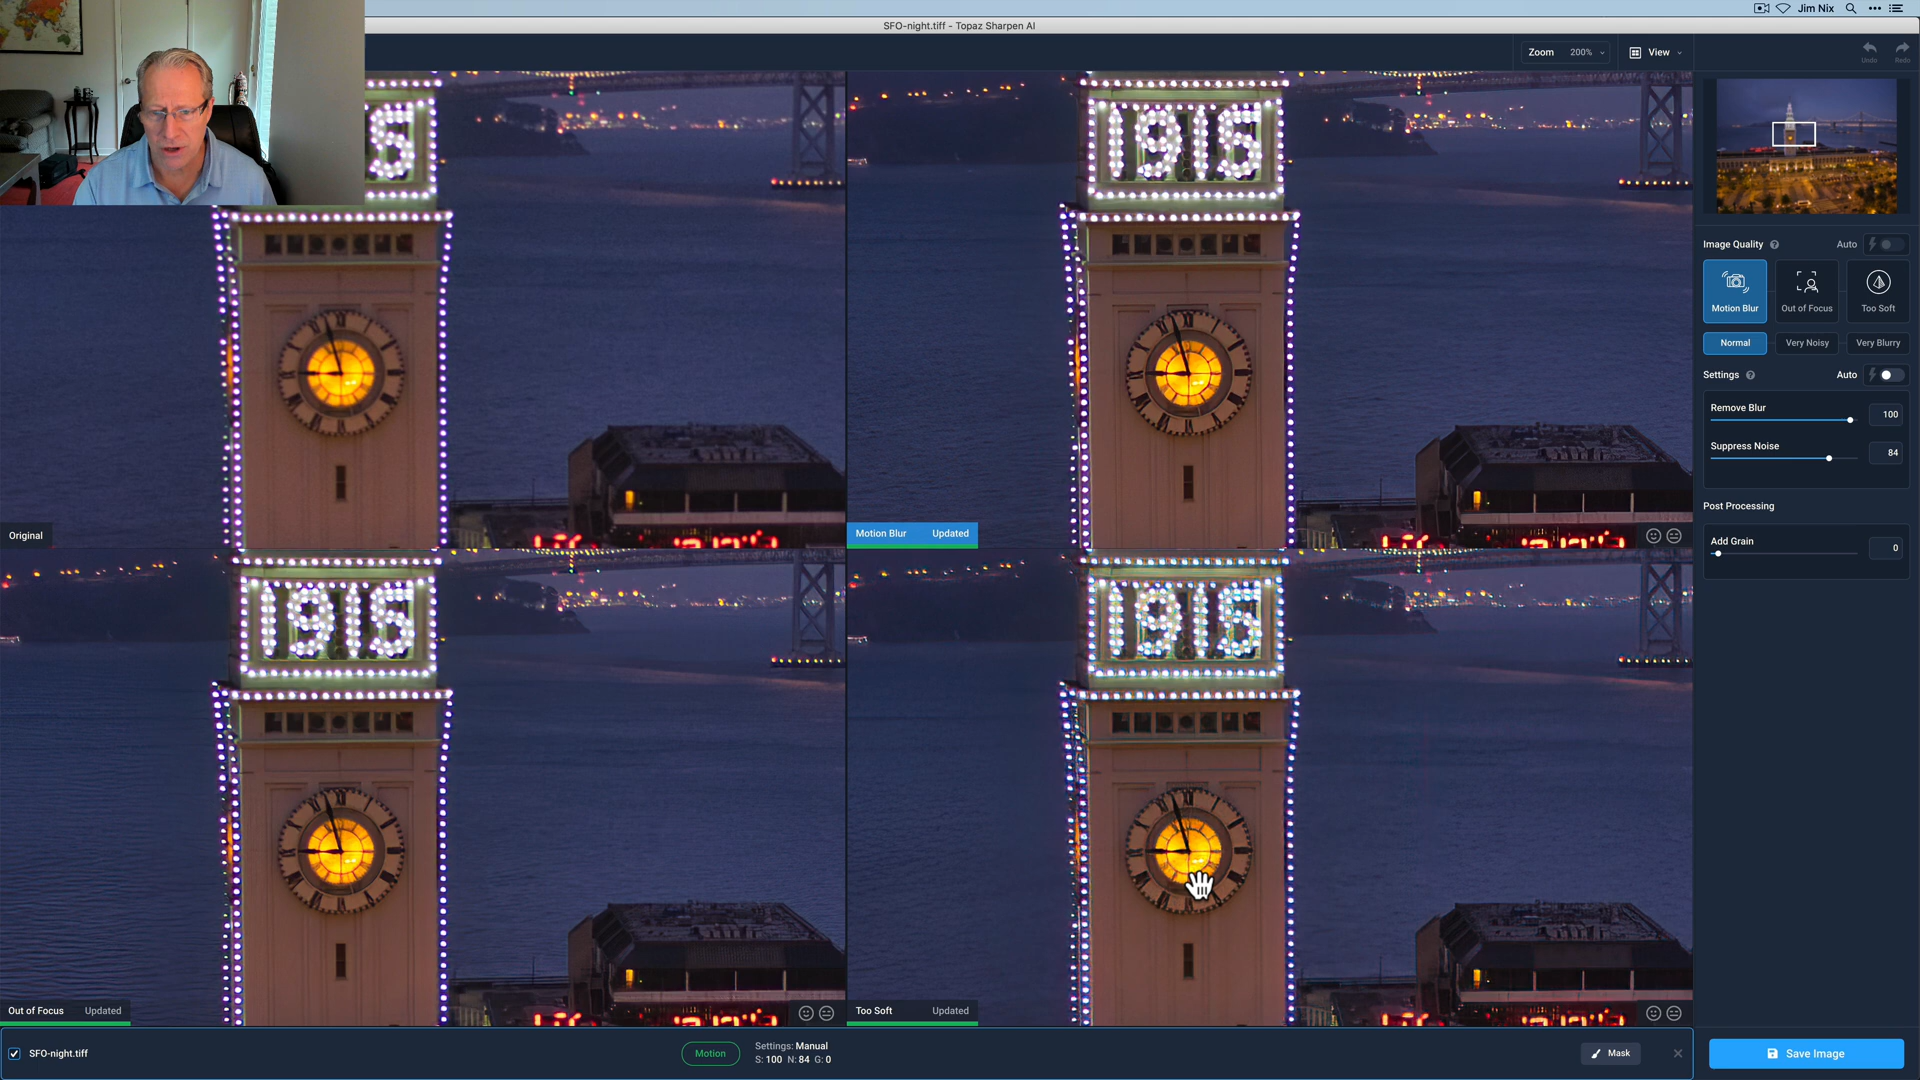 Jim Nix
SFO-night.tiff - Topaz Sharpen AI
Zoom 200% View
Undo Redo
5
1915
Image Quality ? Auto
Motion Blur Out of Focus Too Soft
Normal Very Noisy Very Blurry
Settings ? Auto
Remove Blur 100
Suppress Noise 84
Post Processing
Add Grain 0
Original
Motion Blur Updated
1915
1915
Out of Focus Updated
Too Soft Updated
SFO-night.tiff
Motion
Settings: Manual
S: 100 N: 84 G: 0
Mask
Save Image